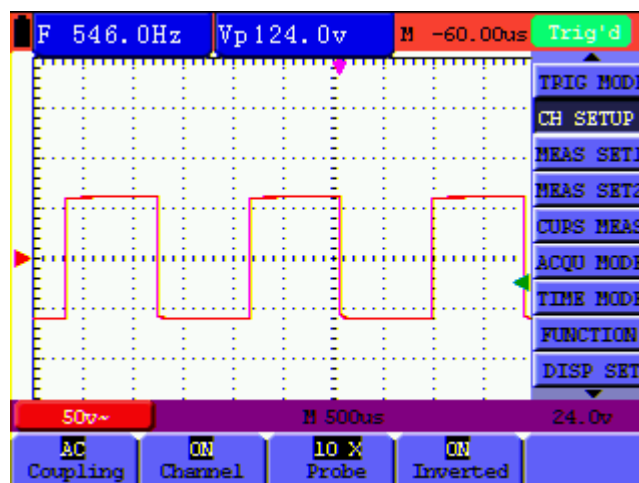 F 546.0Hz Vp124.0v M -60.00us Trig'd
TRIG MODE
CH SETUP
MEAS SET1
MEAS SET2
CURS MEAS
ACQU MODE
TIME MODE
FUNCTION
DISP SET
50v~ M 500us 24.0v
AC ON 10 X ON
Coupling Channel Probe Inverted